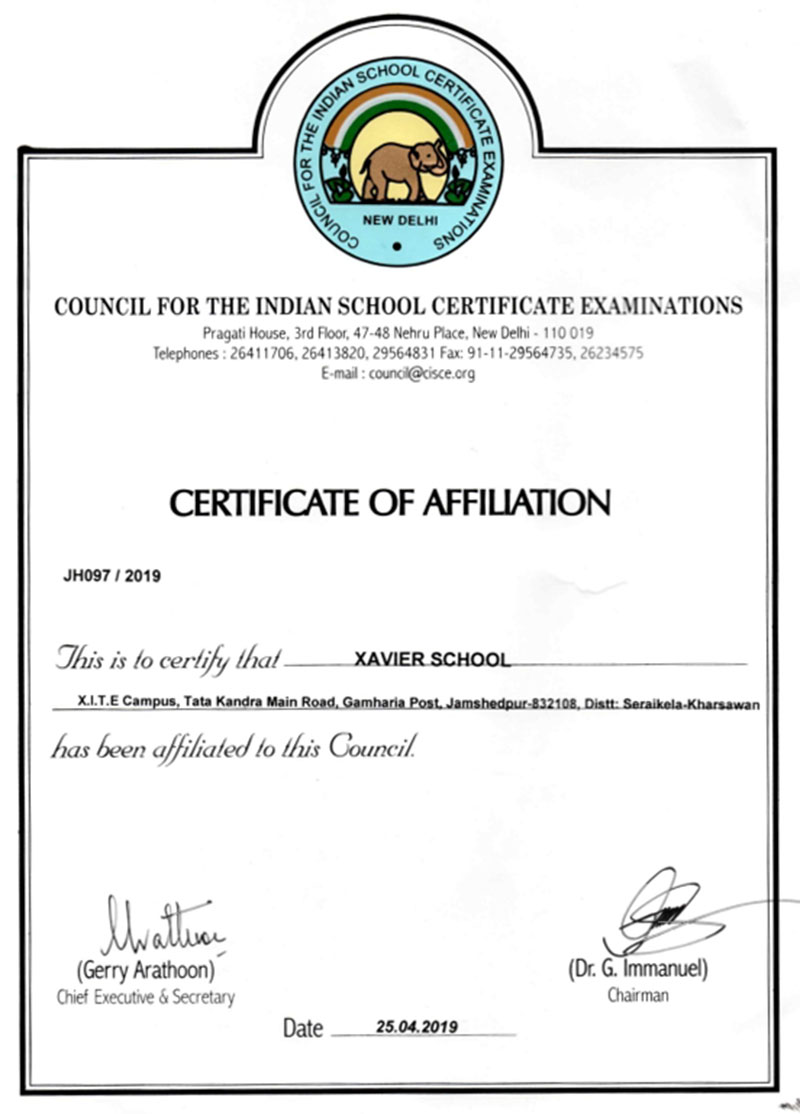 COUNCIL FOR THE INDIAN SCHOOL CERTIFICATE EXAMINATIONS
NEW DELHI
COUNCIL FOR THE INDIAN SCHOOL CERTIFICATE EXAMINATIONS
Pragati House, 3rd Floor, 47-48 Nehru Place, New Delhi - 110 019
Telephones : 26411706, 26413820, 29564831 Fax: 91-11-29564735, 26234575
E-mail : council@cisce.org
CERTIFICATE OF AFFILIATION
JH097 / 2019
This is to certify that XAVIER SCHOOL
X.I.T.E Campus, Tata Kandra Main Road, Gamharia Post, Jamshedpur-832108, Distt: Seraikela-Kharsawan
has been affiliated to this Council.
(Gerry Arathoon)
Chief Executive & Secretary
(Dr. G. Immanuel)
Chairman
Date 25.04.2019